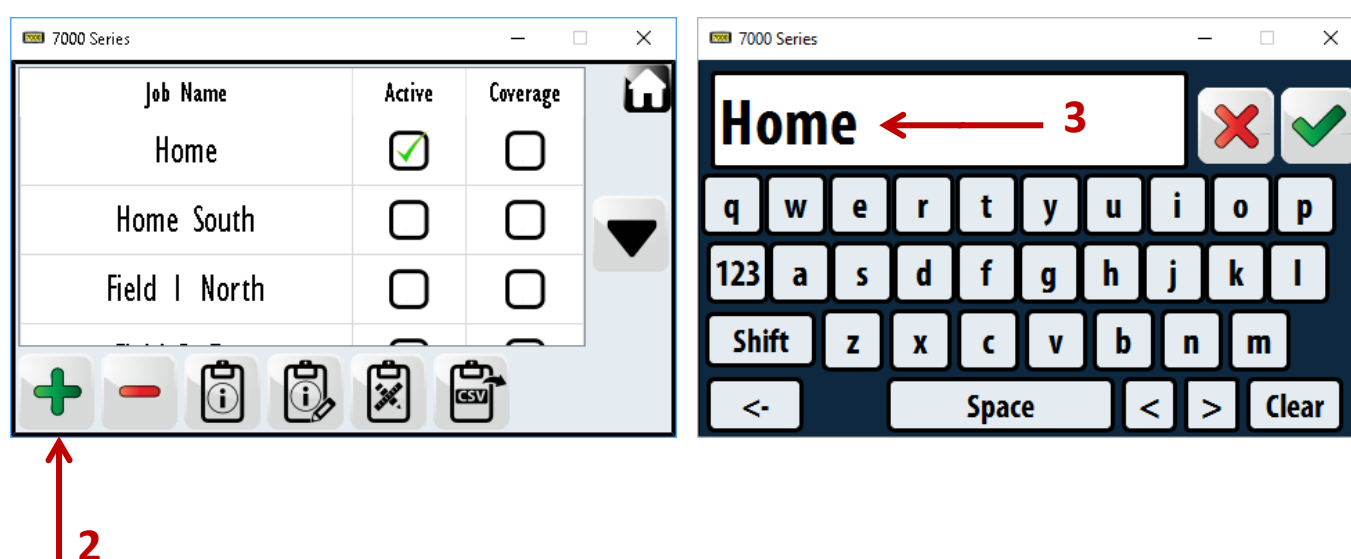 7000 Series
Job Name Active Coverage
Home
Home South
Field 1 North
CSV
2
7000 Series
Home
3
q w e r t y u i o p
123 a s d f g h j k l
Shift z x c v b n m
<- Space < > Clear